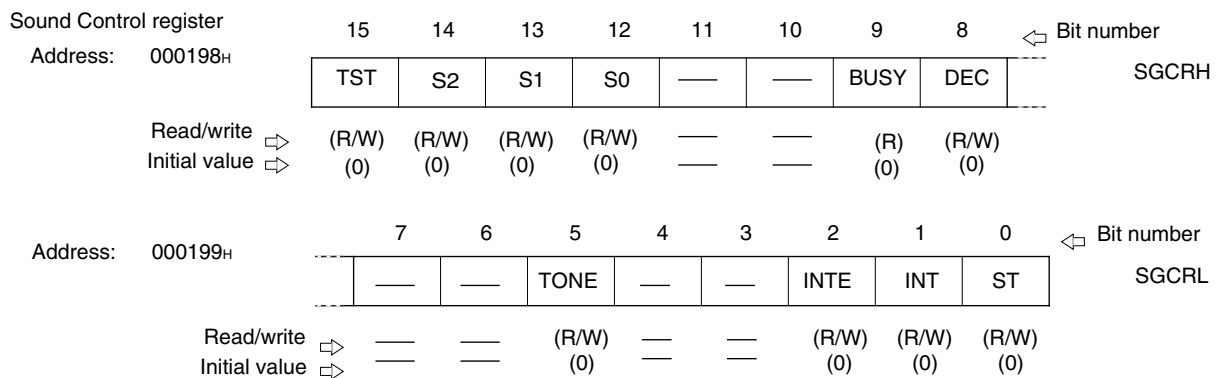 Sound Control register
15 14 13 12 11 10 9 8 ⇦ Bit number
Address: 000198H
TST S2 S1 S0 — — BUSY DEC SGCRH
Read/write ⇨ (R/W) (R/W) (R/W) (R/W) — — (R) (R/W)
Initial value ⇨ (0) (0) (0) (0) — — (0) (0)
7 6 5 4 3 2 1 0 ⇦ Bit number
Address: 000199H
— — TONE — — INTE INT ST SGCRL
Read/write ⇨ — — (R/W) — — (R/W) (R/W) (R/W)
Initial value ⇨ — — (0) — — (0) (0) (0)